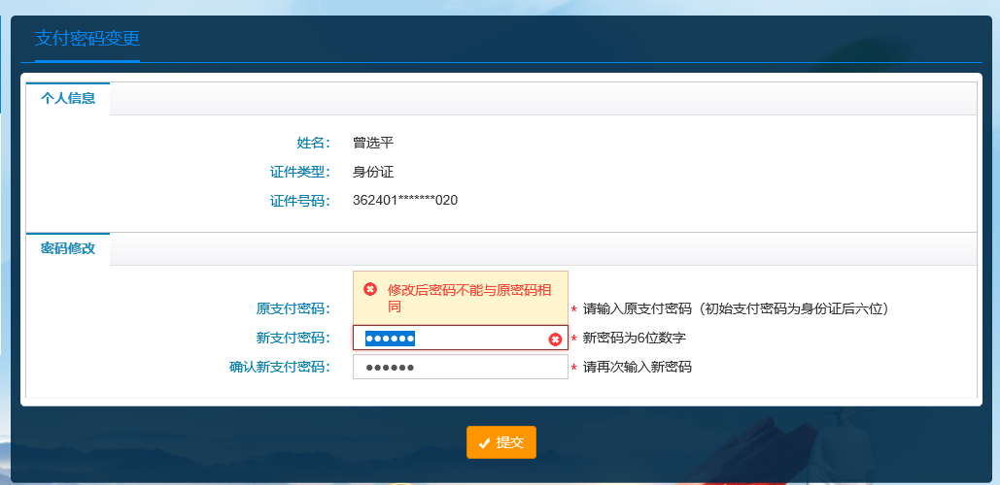 支付密码变更
个人信息
姓名： 曾选平
证件类型： 身份证
证件号码： 362401*******020
密码修改
修改后密码不能与原密码相
同
原支付密码： * 请输入原支付密码（初始支付密码为身份证后六位）
新支付密码： ●●●●●● * 新密码为6位数字
确认新支付密码： ●●●●●● * 请再次输入新密码
提交